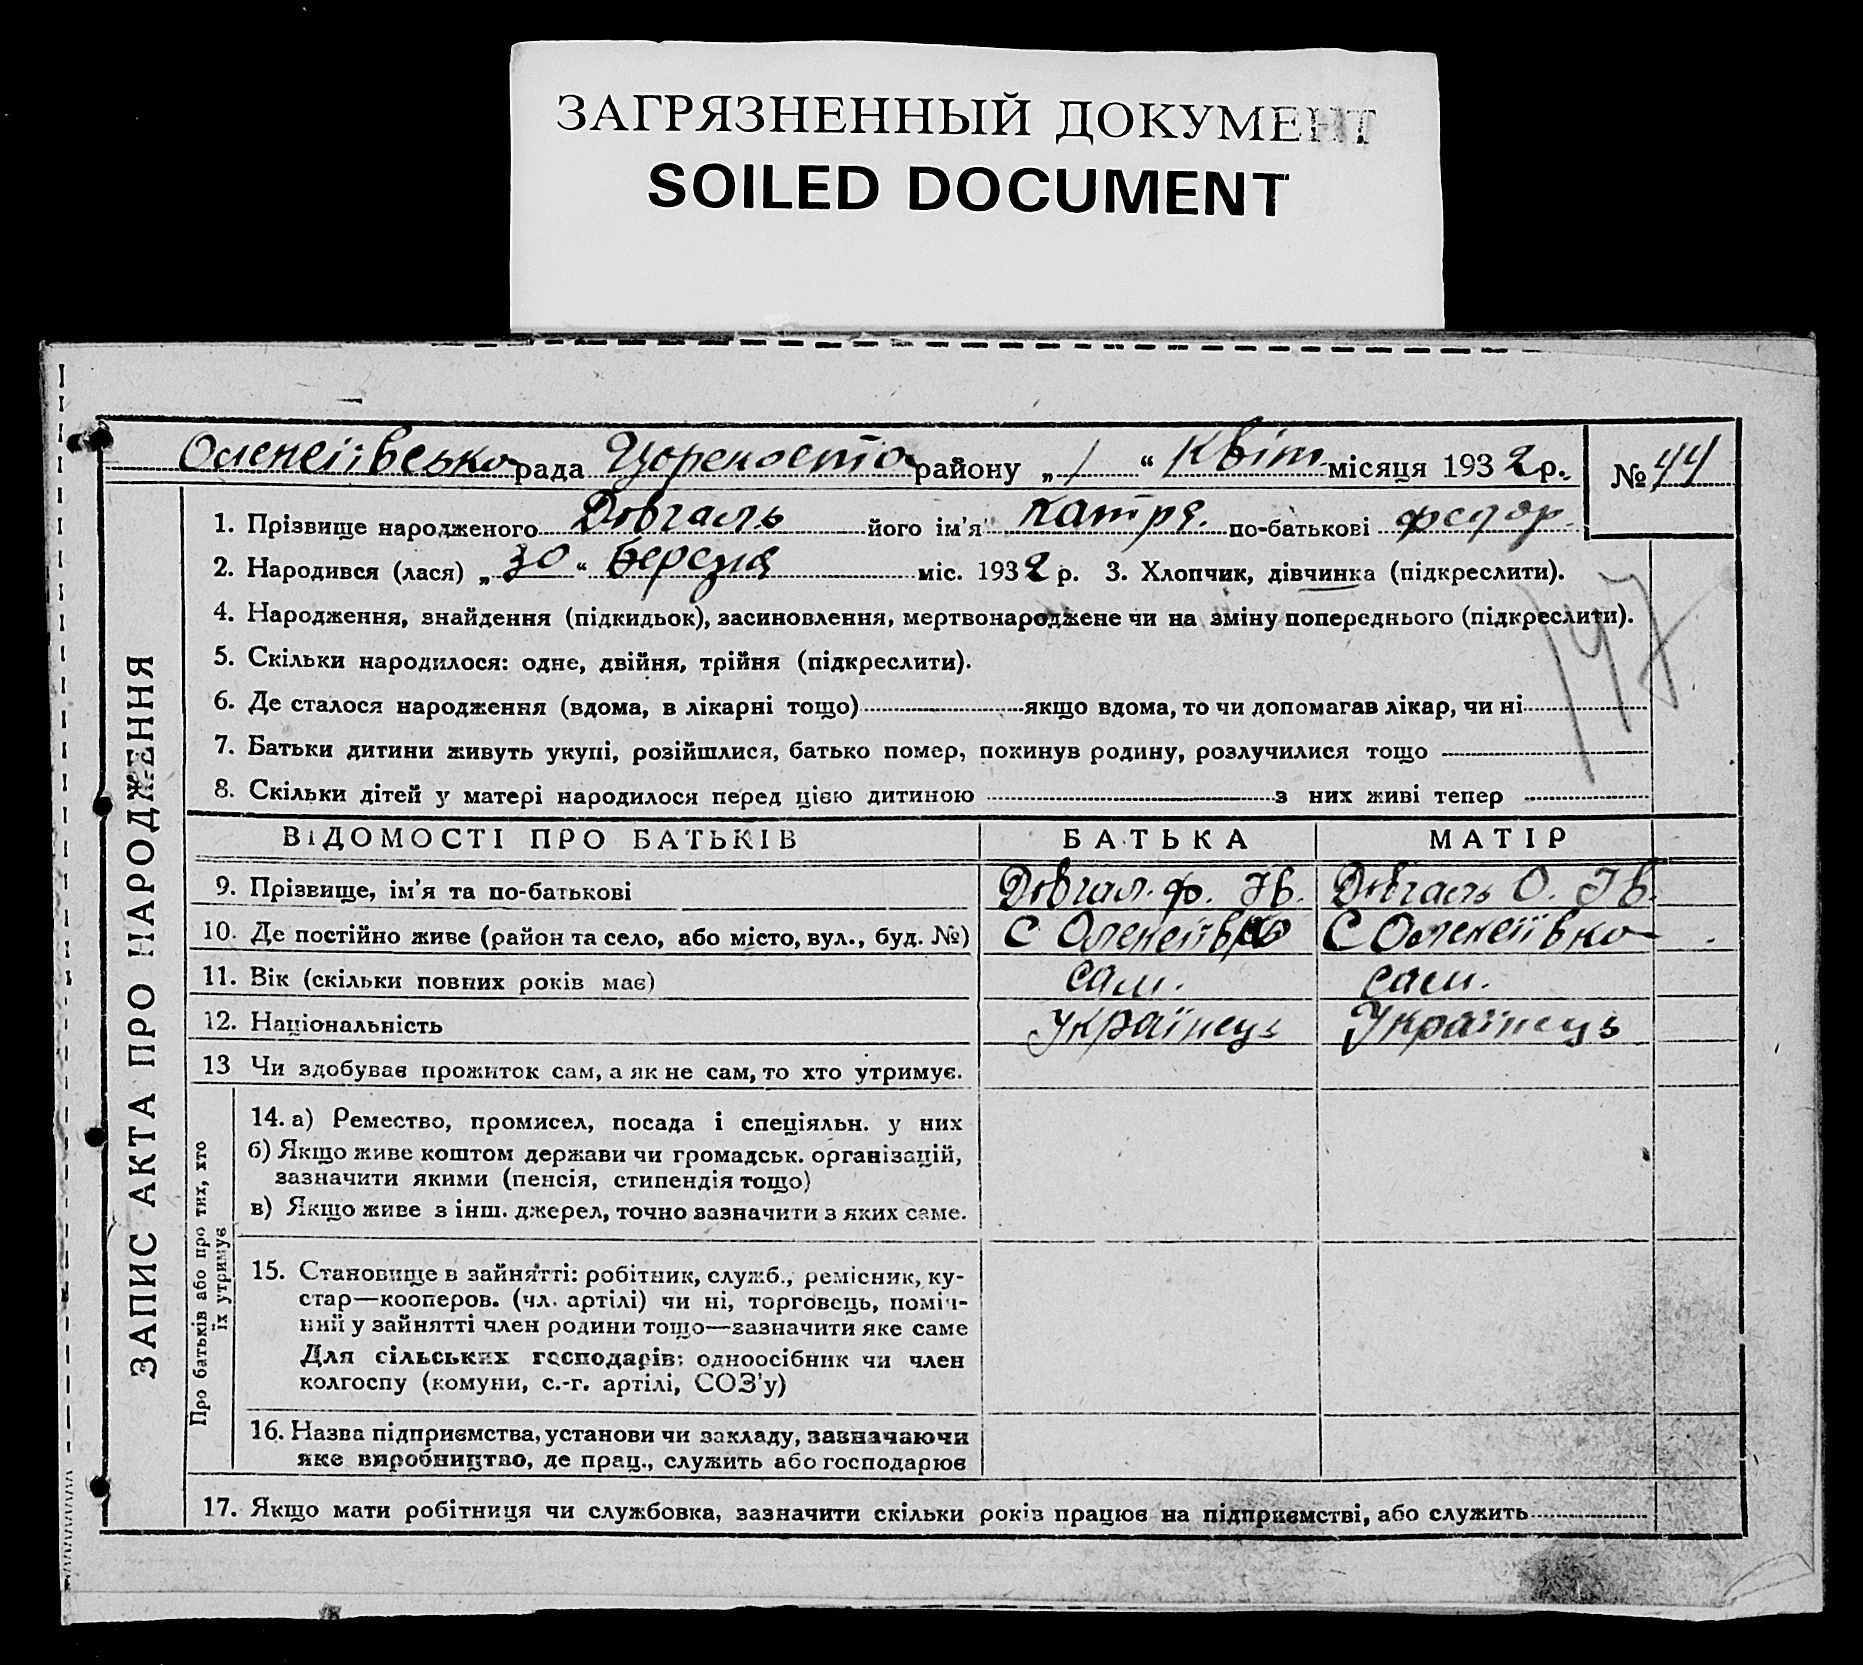 ЗАГРЯЗНЕННЫЙ ДОКУМЕНТ
SOILED DOCUMENT
Олексіївсько рада району „ 1 “ Квіт місяця 1932 р. № 44
1. Прізвище народженого Довгаль його ім’я Катря. по-батькові Федор.
2. Народився (лася) „ 30 “ березня міс. 1932 р. 3. Хлопчик, дівчинка (підкреслити).
4. Народження, знайдення (підкидьок), засиновлення, мертвонароджене чи на зміну попереднього (підкреслити).
5. Скільки народилося: одне, двійня, трійня (підкреслити).
6. Де сталося народження (вдома, в лікарні тощо) якщо вдома, то чи допомагав лікар, чи ні
7. Батьки дитини живуть укупі, розійшлися, батько помер, покинув родину, розлучилися тощо
8. Скільки дітей у матері народилося перед цією дитиною з них живі тепер
147
ВІДОМОСТІ ПРО БАТЬКІВ БАТЬКА МАТІР
9. Прізвище, ім’я та по-батькові Довгал. Ф. Ів. Довгаль О. Ів.
10. Де постійно живе (район та село, або місто, вул., буд. №) С Олексіївка С Олексіївка
11. Вік (скільки повних років має) сам. сам.
12. Національність Українець Українець
13 Чи здобуває прожиток сам, а як не сам, то хто утримує.
14. а) Ремество, промисел, посада і спеціяльн. у них
б) Якщо живе коштом держави чи громадськ. організацій,
зазначити якими (пенсія, стипендія тощо)
в) Якщо живе з інш. джерел, точно зазначити з яких саме.
15. Становище в зайнятті: робітник, служб., ремісник, ку-
стар—кооперов. (чл. артілі) чи ні, торговець, поміч-
ний у зайнятті член родини тощо—зазначити яке саме
Для сільських господарів: одноосібник чи член
колгоспу (комуни, с.-г. артілі, СОЗ’у)
16. Назва підприємства, установи чи закладу, зазначаючи
яке виробництво, де прац., служить або господарює
17. Якщо мати робітниця чи службовка, зазначити скільки років працює на підприємстві, або служить
ЗАПИС АКТА ПРО НАРОДЖЕННЯ
Про батьків або про тих, хто
їх утримує